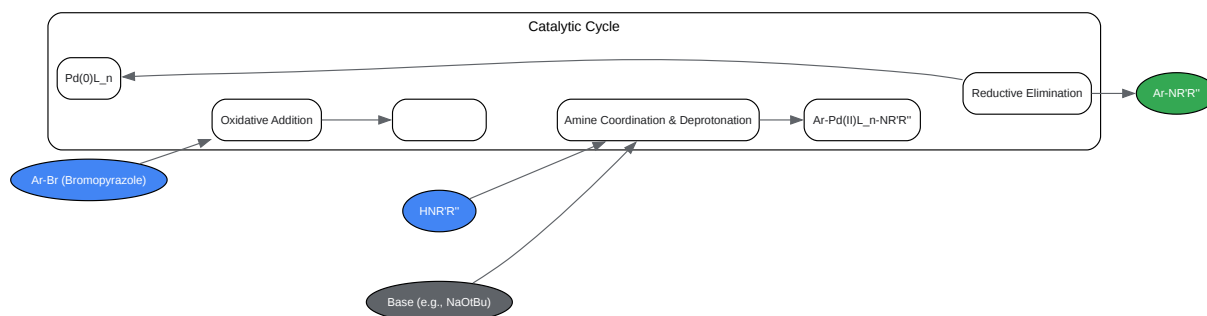 Catalytic Cycle
Pd(0)L_n
Reductive Elimination
Ar-NR'R''
Oxidative Addition
Amine Coordination & Deprotonation
Ar-Pd(II)L_n-NR'R''
Ar-Br (Bromopyrazole)
HNR'R''
Base (e.g., NaOtBu)